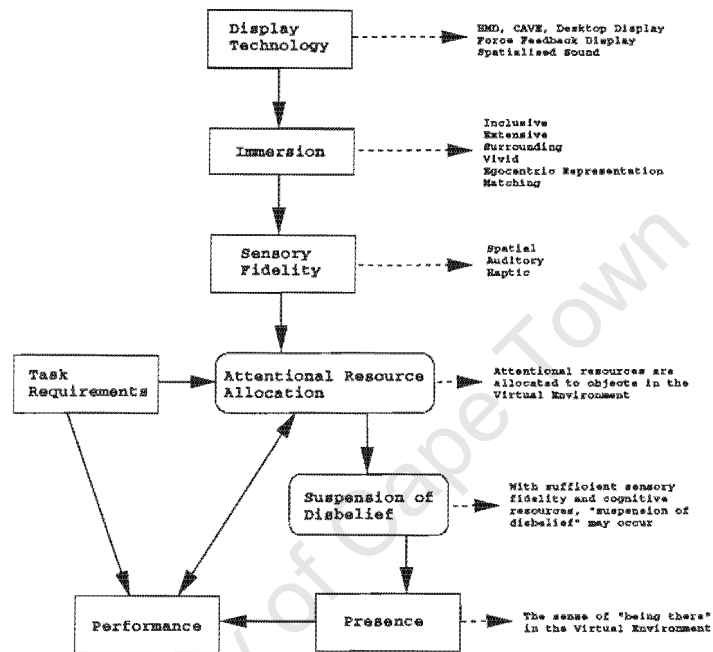 Display
Technology
HMD, CAVE, Desktop Display
Force Feedback Display
Spatialised Sound
Immersion
Inclusive
Extensive
Surrounding
Vivid
Egocentric Representation
Matching
Sensory
Fidelity
Spatial
Auditory
Haptic
Task
Requirements
Attentional Resource
Allocation
Attentional resources are
allocated to objects in the
Virtual Environment
Suspension of
Disbelief
With sufficient sensory
fidelity and cognitive
resources, "suspension of
disbelief" may occur
Performance
Presence
The sense of "being there"
in the Virtual Environment
y of Cape Town